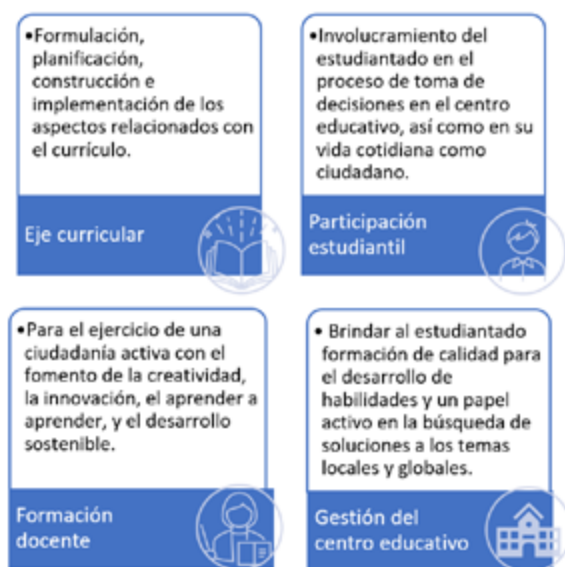 •Formulación,
planificación,
construcción e
implementación de los
aspectos relacionados con
el currículo.
Eje curricular
•Involucramiento del
estudiantado en el
proceso de toma de
decisiones en el centro
educativo, así como en su
vida cotidiana como
ciudadano.
Participación
estudiantil
•Para el ejercicio de una
ciudadanía activa con el
fomento de la creatividad,
la innovación, el aprender a
aprender, y el desarrollo
sostenible.
Formación
docente
• Brindar al estudiantado
formación de calidad para
el desarrollo de
habilidades y un papel
activo en la búsqueda de
soluciones a los temas
locales y globales.
Gestión del
centro educativo